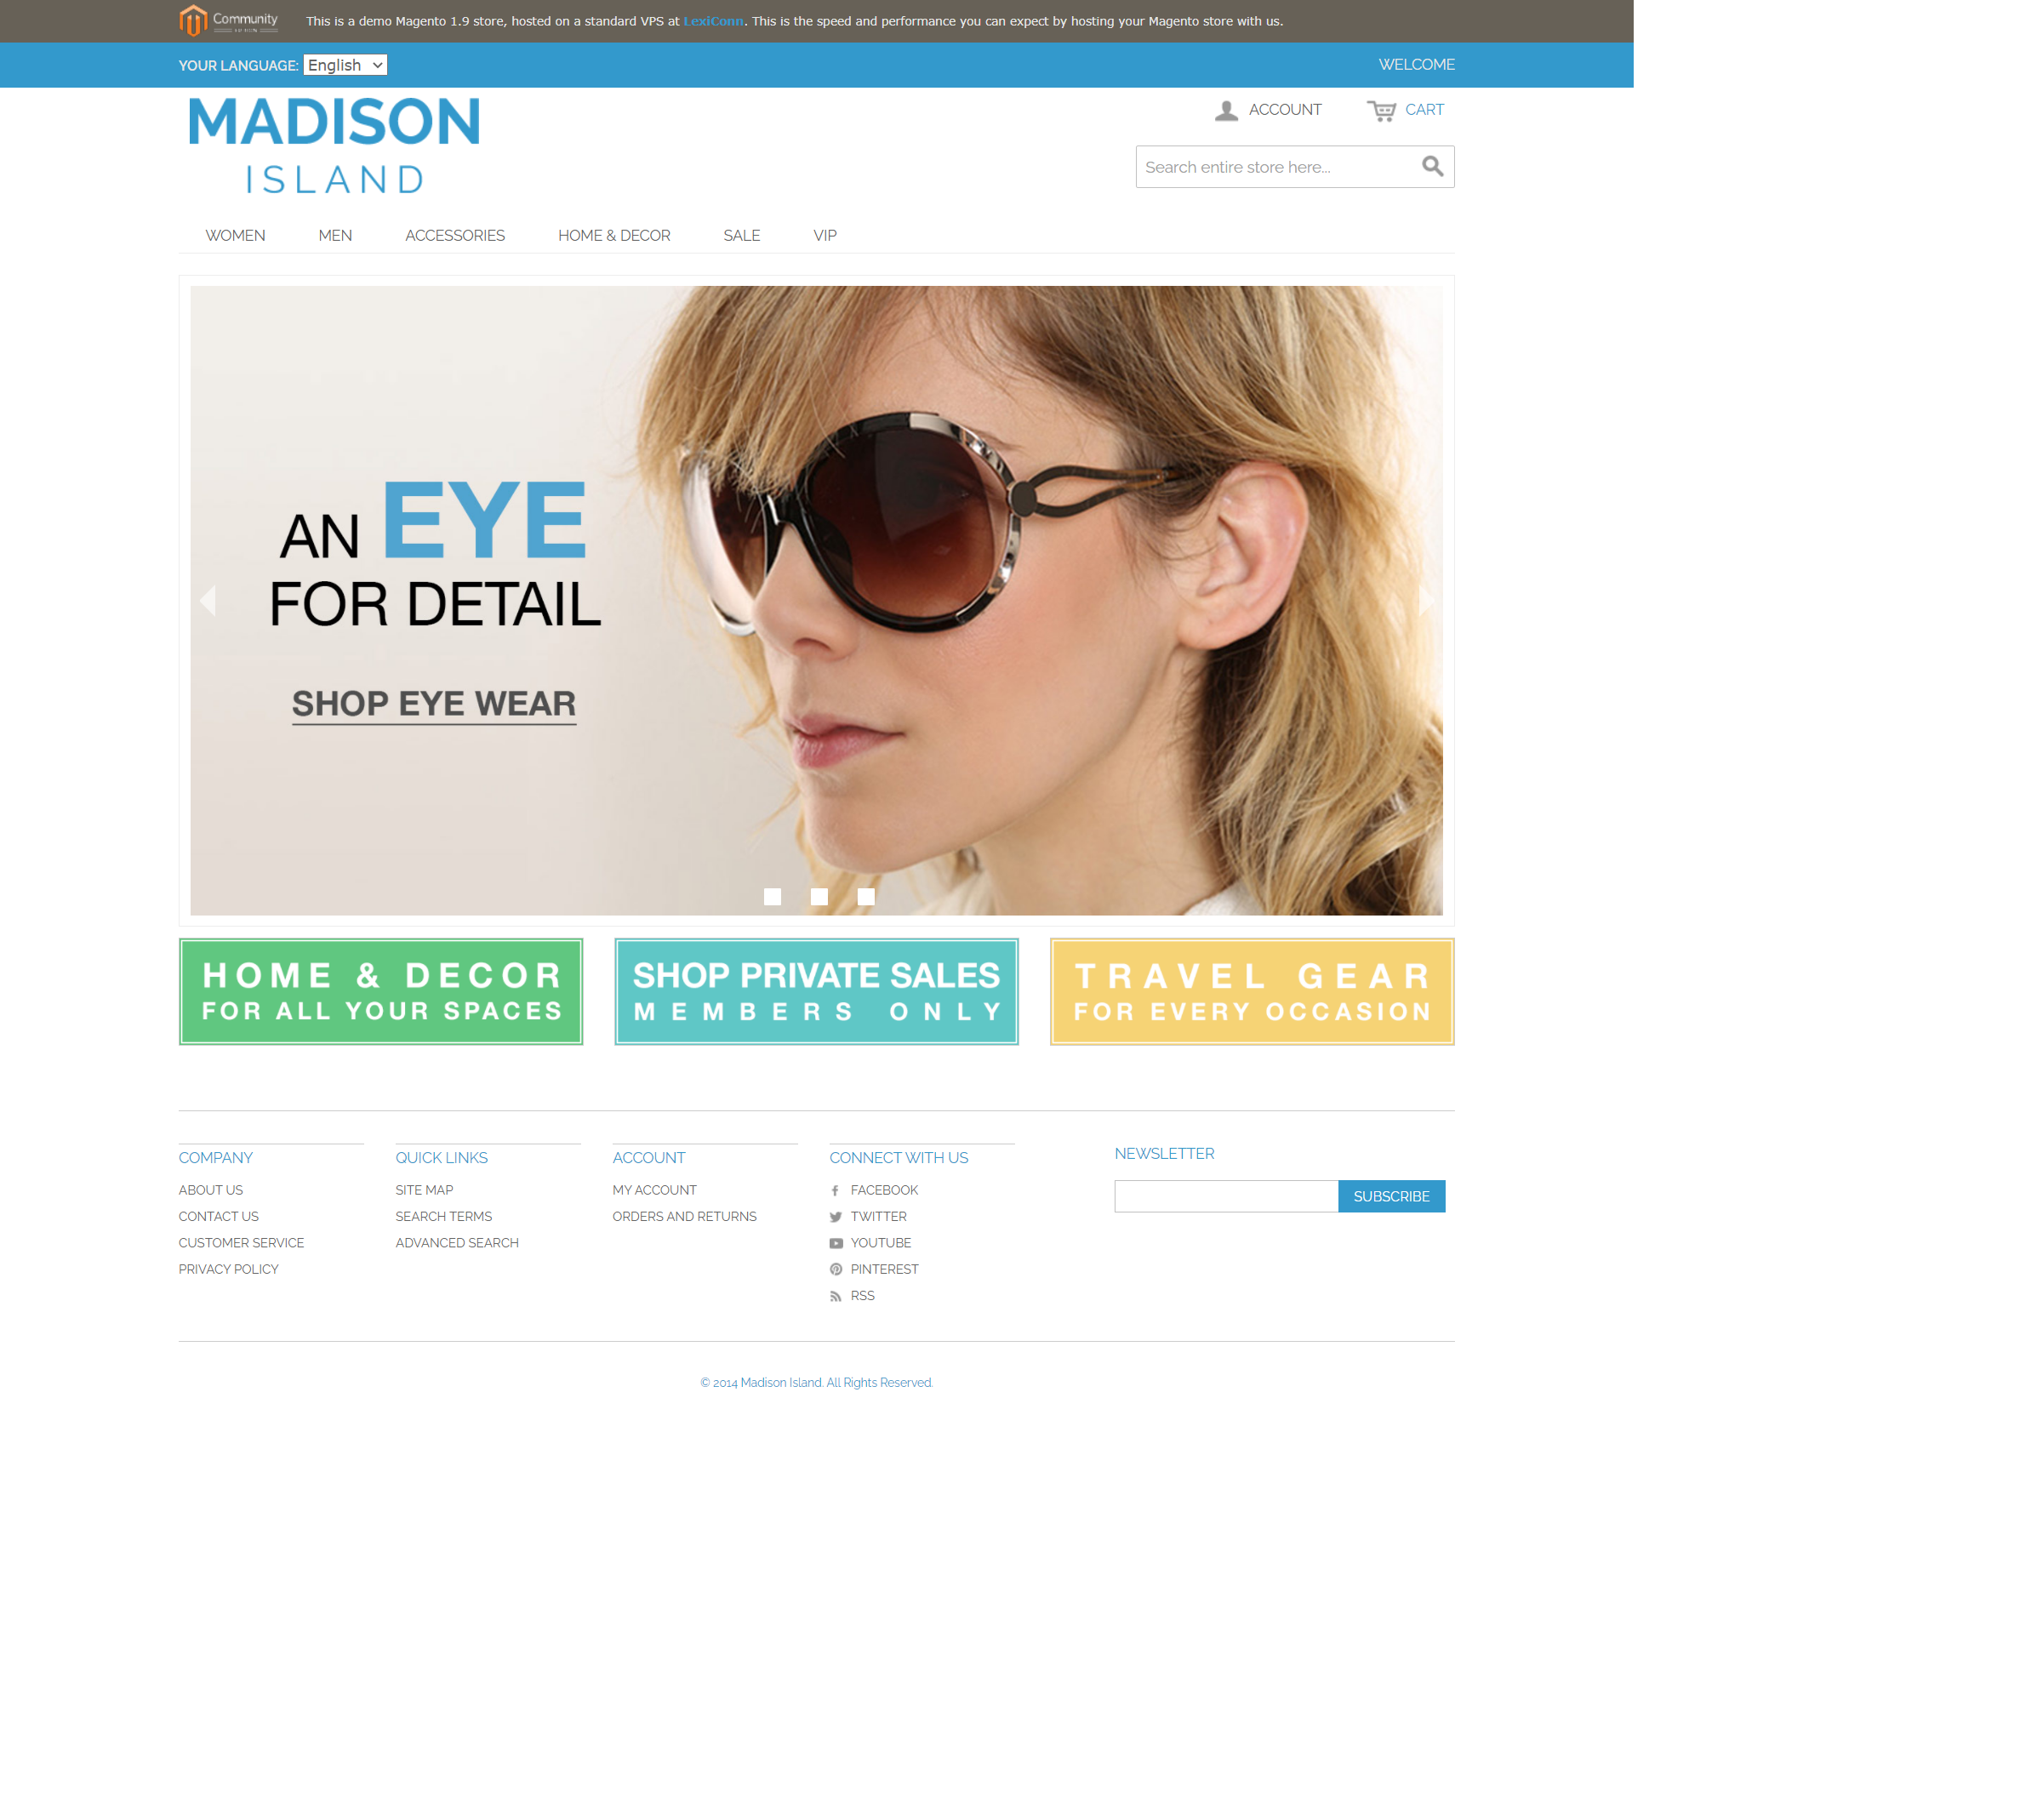 Community
This is a demo Magento 1.9 store, hosted on a standard VPS at LexiConn. This is the speed and performance you can expect by hosting your Magento store with us.
YOUR LANGUAGE: English
WELCOME
MADISON
ISLAND
ACCOUNT
CART
Search entire store here...
WOMEN
MEN
ACCESSORIES
HOME & DECOR
SALE
VIP
AN EYE
FOR DETAIL
SHOP EYE WEAR
HOME & DECOR
FOR ALL YOUR SPACES
SHOP PRIVATE SALES
MEMBERS ONLY
TRAVEL GEAR
FOR EVERY OCCASION
COMPANY
ABOUT US
CONTACT US
CUSTOMER SERVICE
PRIVACY POLICY
QUICK LINKS
SITE MAP
SEARCH TERMS
ADVANCED SEARCH
ACCOUNT
MY ACCOUNT
ORDERS AND RETURNS
CONNECT WITH US
FACEBOOK
TWITTER
YOUTUBE
PINTEREST
RSS
NEWSLETTER
SUBSCRIBE
© 2014 Madison Island. All Rights Reserved.